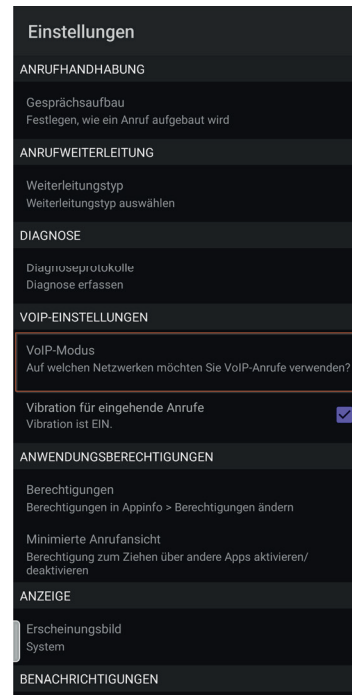 Einstellungen
ANRUFHANDHABUNG
Gesprächsaufbau
Festlegen, wie ein Anruf aufgebaut wird
ANRUFWEITERLEITUNG
Weiterleitungstyp
Weiterleitungstyp auswählen
DIAGNOSE
Diagnoseprotokolle
Diagnose erfassen
VOIP-EINSTELLUNGEN
VoIP-Modus
Auf welchen Netzwerken möchten Sie VoIP-Anrufe verwenden?
Vibration für eingehende Anrufe
Vibration ist EIN.
ANWENDUNGSBERECHTIGUNGEN
Berechtigungen
Berechtigungen in Appinfo > Berechtigungen ändern
Minimierte Anrufansicht
Berechtigung zum Ziehen über andere Apps aktivieren/
deaktivieren
ANZEIGE
Erscheinungsbild
System
BENACHRICHTIGUNGEN